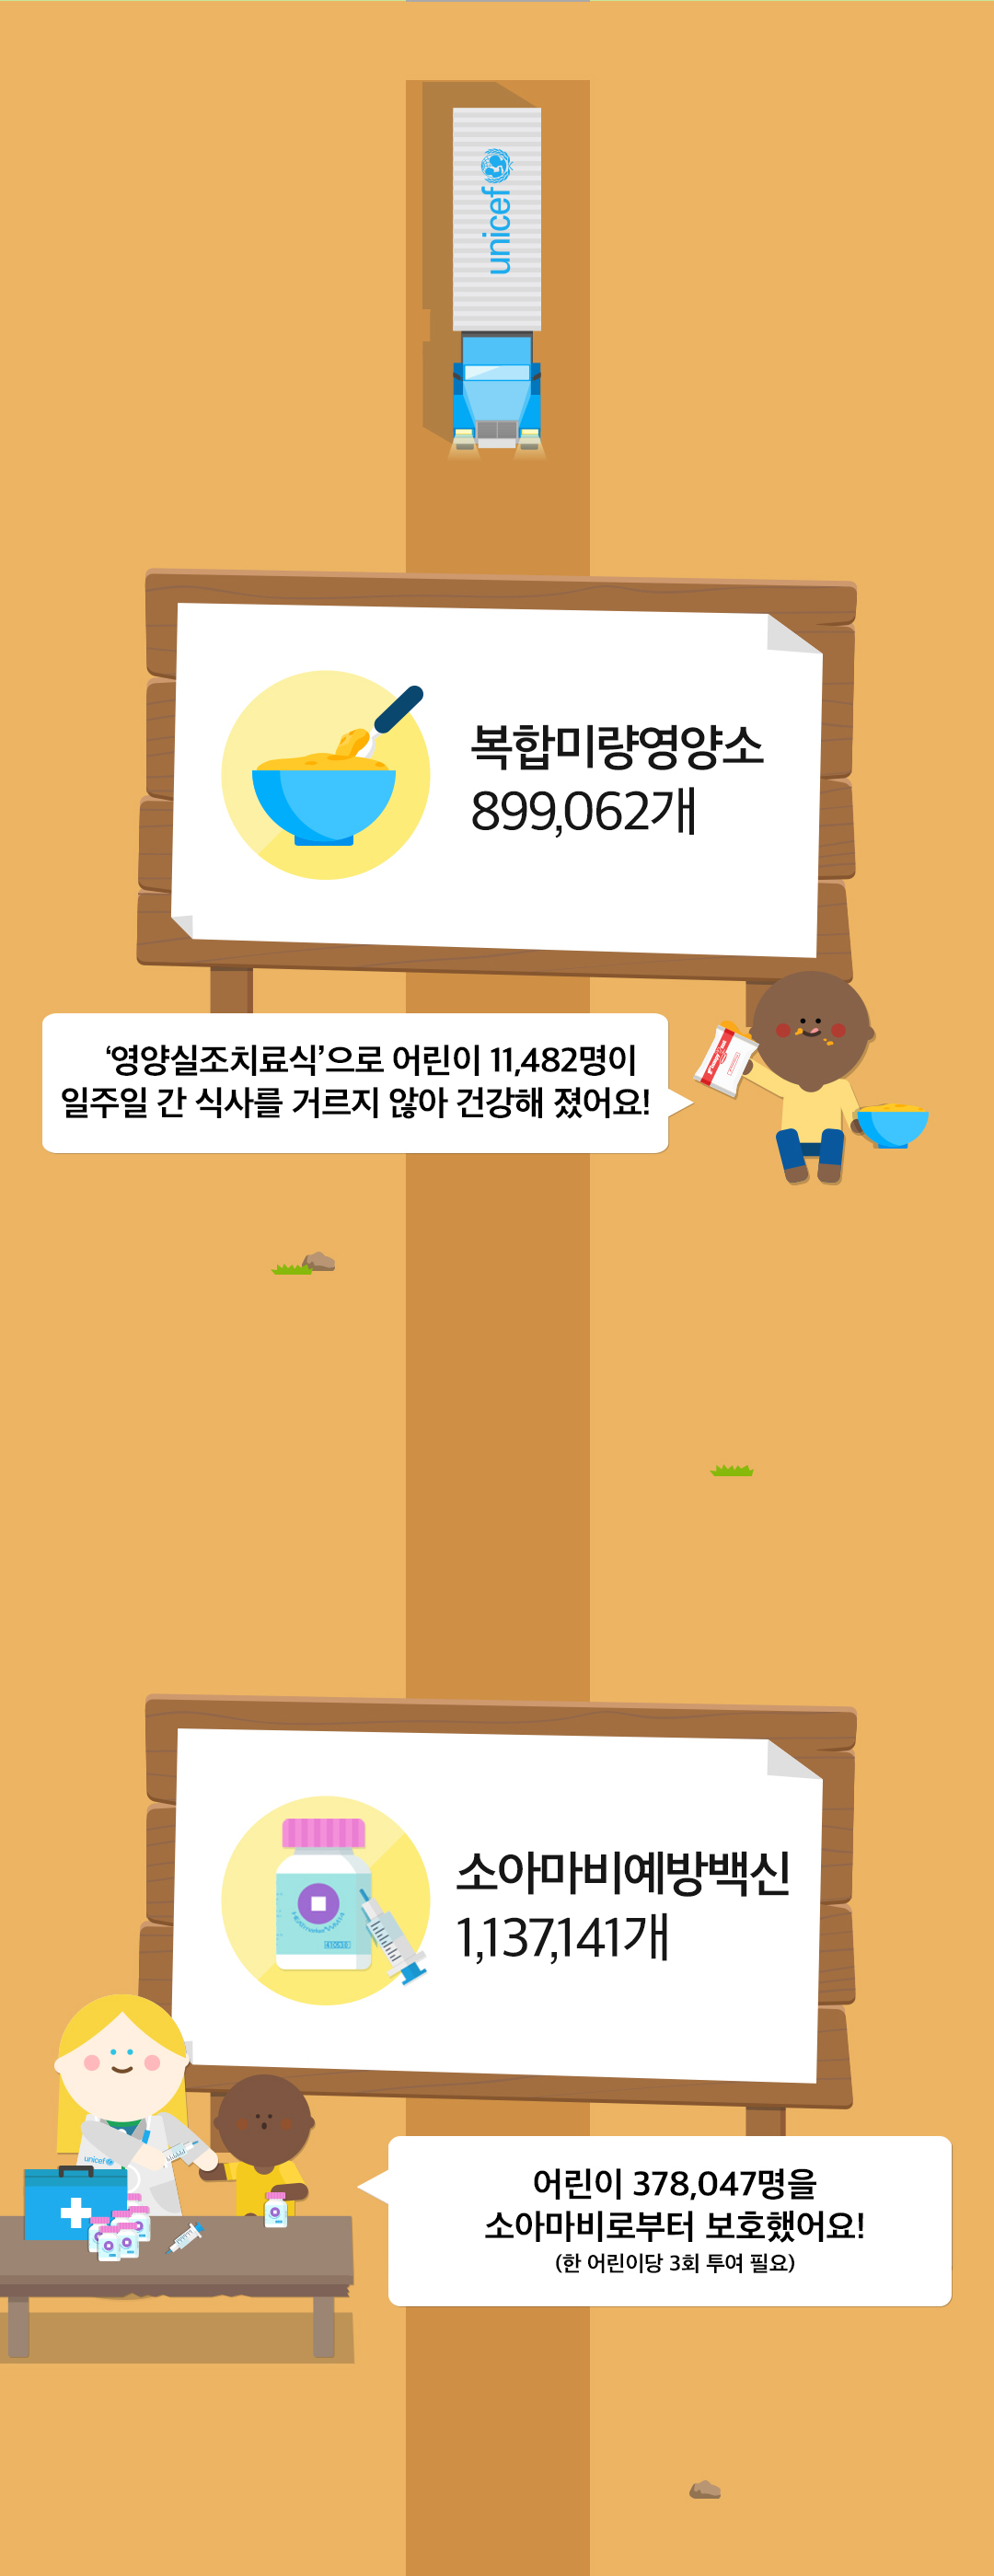 unicef
복합미량영양소
899,062개
‘영양실조치료식’으로 어린이 11,482명이
일주일 간 식사를 거르지 않아 건강해 졌어요!
소아마비예방백신
1,137,141개
unicef
어린이 378,047명을
소아마비로부터 보호했어요!
(한 어린이당 3회 투여 필요)